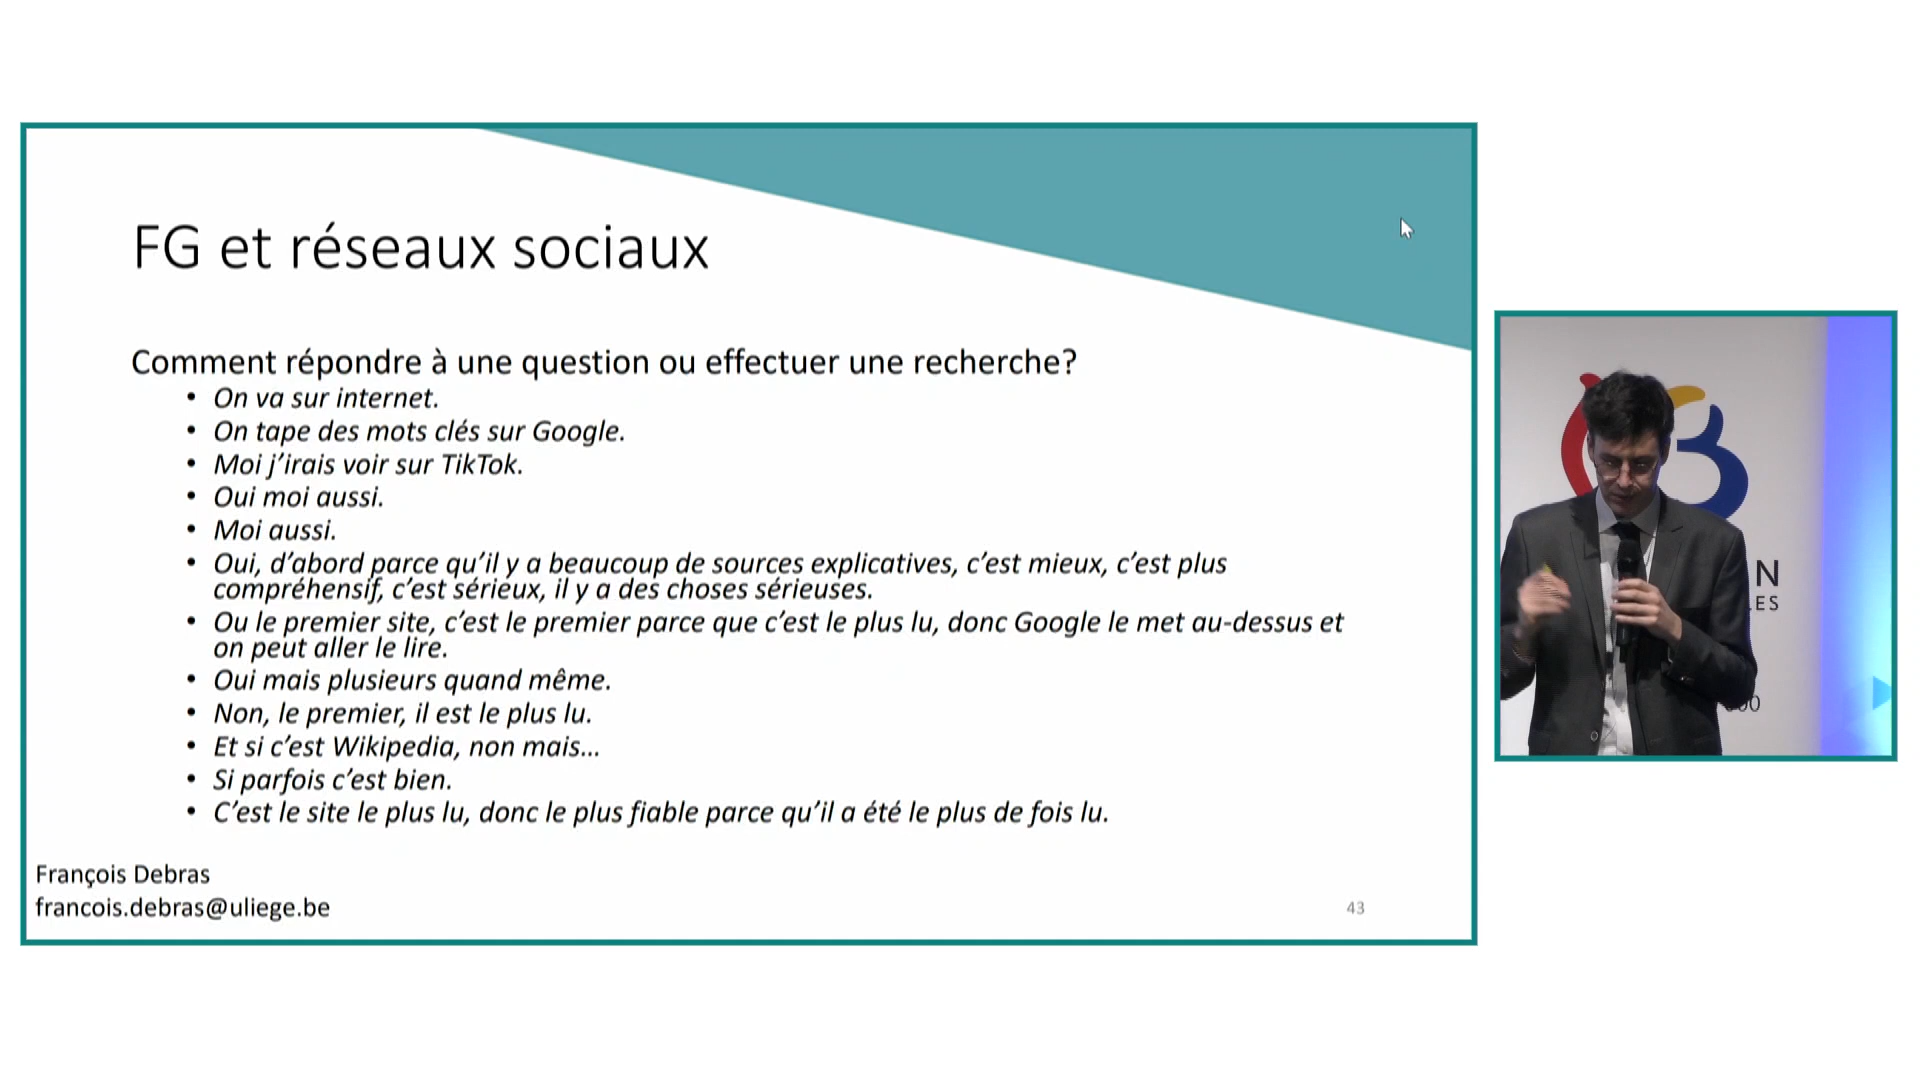 FG et réseaux sociaux
Comment répondre à une question ou effectuer une recherche?
• On va sur internet.
• On tape des mots clés sur Google.
• Moi j’irais voir sur TikTok.
• Oui moi aussi.
• Moi aussi.
• Oui, d’abord parce qu’il y a beaucoup de sources explicatives, c’est mieux, c’est plus
compréhensif, c’est sérieux, il y a des choses sérieuses.
• Ou le premier site, c’est le premier parce que c’est le plus lu, donc Google le met au-dessus et
on peut aller le lire.
• Oui mais plusieurs quand même.
• Non, le premier, il est le plus lu.
• Et si c’est Wikipedia, non mais…
• Si parfois c’est bien.
• C’est le site le plus lu, donc le plus fiable parce qu’il a été le plus de fois lu.
François Debras
francois.debras@uliege.be
43